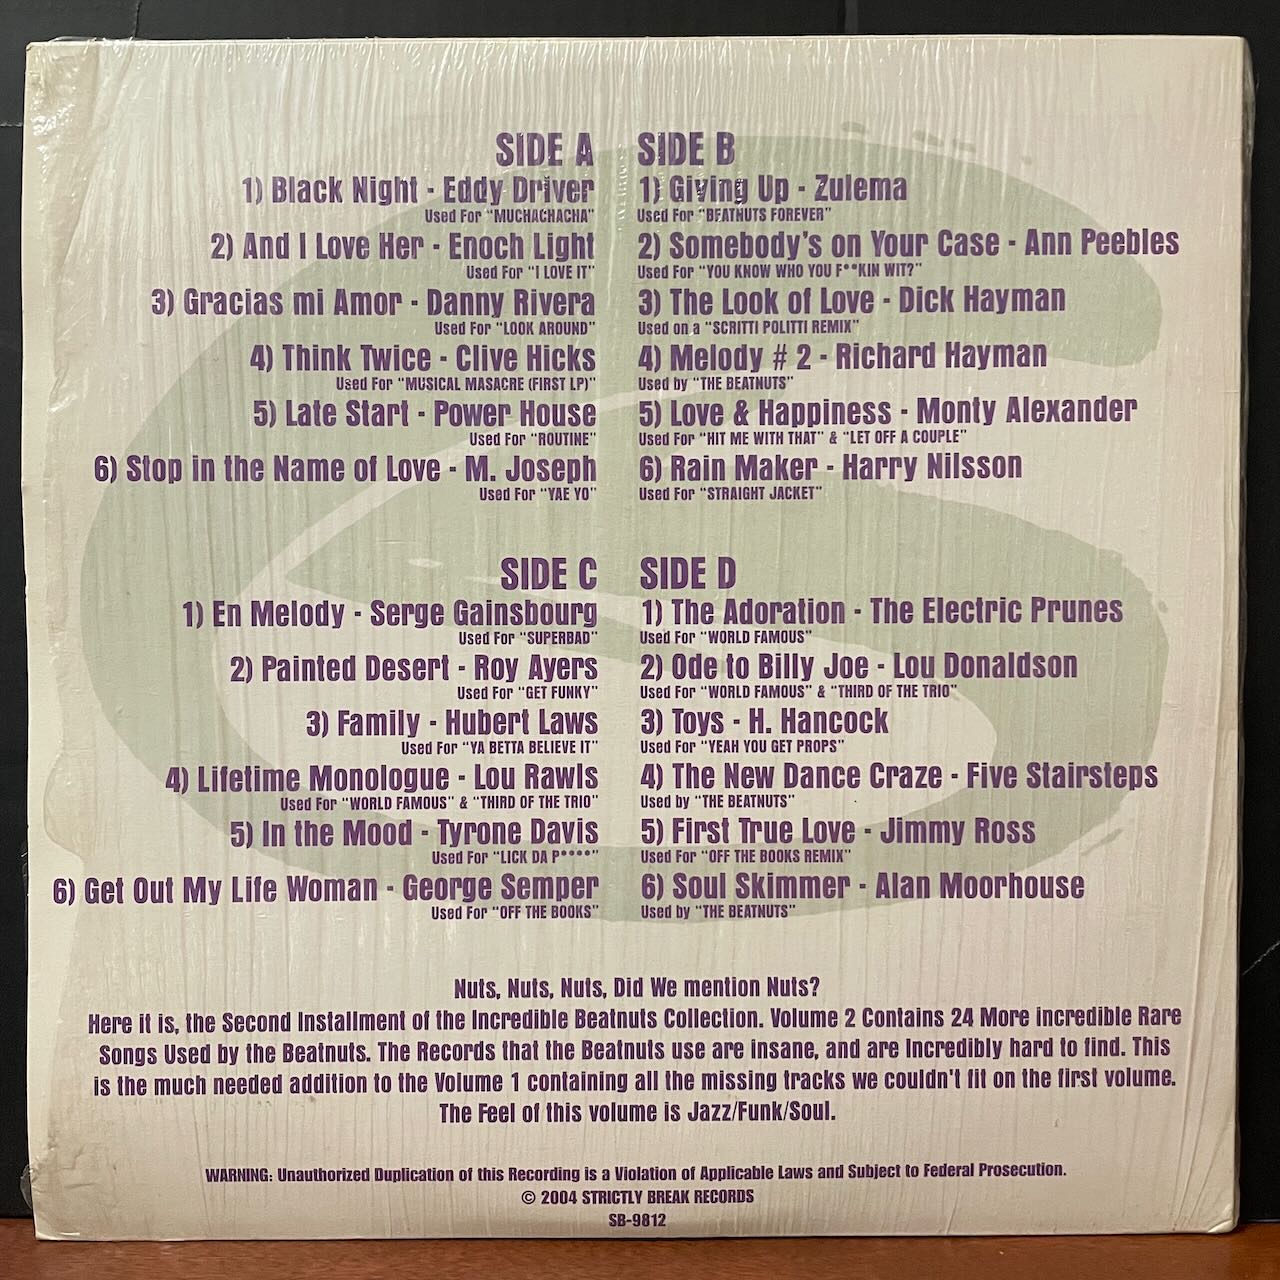 SIDE A
1) Black Night - Eddy Driver
Used For "MUCHACHACHA"
2) And I Love Her - Enoch Light
Used For "I LOVE IT"
3) Gracias mi Amor - Danny Rivera
Used For "LOOK AROUND"
4) Think Twice - Clive Hicks
Used For "MUSICAL MASACRE (FIRST LP)"
5) Late Start - Power House
Used For "ROUTINE"
6) Stop in the Name of Love - M. Joseph
Used For "YAE YO"
SIDE B
1) Giving Up - Zulema
Used For "BEATNUTS FOREVER"
2) Somebody's on Your Case - Ann Peebles
Used For "YOU KNOW WHO YOU F**KIN WIT?"
3) The Look of Love - Dick Hayman
Used on a "SCRITTI POLITTI REMIX"
4) Melody # 2 - Richard Hayman
Used by "THE BEATNUTS"
5) Love & Happiness - Monty Alexander
Used For "HIT ME WITH THAT" & "LET OFF A COUPLE"
6) Rain Maker - Harry Nilsson
Used For "STRAIGHT JACKET"
SIDE C
1) En Melody - Serge Gainsbourg
Used For "SUPERBAD"
2) Painted Desert - Roy Ayers
Used For "GET FUNKY"
3) Family - Hubert Laws
Used For "YA BETTA BELIEVE IT"
4) Lifetime Monologue - Lou Rawls
Used For "WORLD FAMOUS" & "THIRD OF THE TRIO"
5) In the Mood - Tyrone Davis
Used For "LICK DA P****"
6) Get Out My Life Woman - George Semper
Used For "OFF THE BOOKS"
SIDE D
1) The Adoration - The Electric Prunes
Used For "WORLD FAMOUS"
2) Ode to Billy Joe - Lou Donaldson
Used For "WORLD FAMOUS" & "THIRD OF THE TRIO"
3) Toys - H. Hancock
Used For "YEAH YOU GET PROPS"
4) The New Dance Craze - Five Stairsteps
Used by "THE BEATNUTS"
5) First True Love - Jimmy Ross
Used For "OFF THE BOOKS REMIX"
6) Soul Skimmer - Alan Moorhouse
Used by "THE BEATNUTS"
Nuts, Nuts, Nuts, Did We mention Nuts?
Here it is, the Second Installment of the Incredible Beatnuts Collection. Volume 2 Contains 24 More incredible Rare
Songs Used by the Beatnuts. The Records that the Beatnuts use are insane, and are Incredibly hard to find. This
is the much needed addition to the Volume 1 containing all the missing tracks we couldn't fit on the first volume.
The Feel of this volume is Jazz/Funk/Soul.
WARNING: Unauthorized Duplication of this Recording is a Violation of Applicable Laws and Subject to Federal Prosecution.
© 2004 STRICTLY BREAK RECORDS
SB-9812